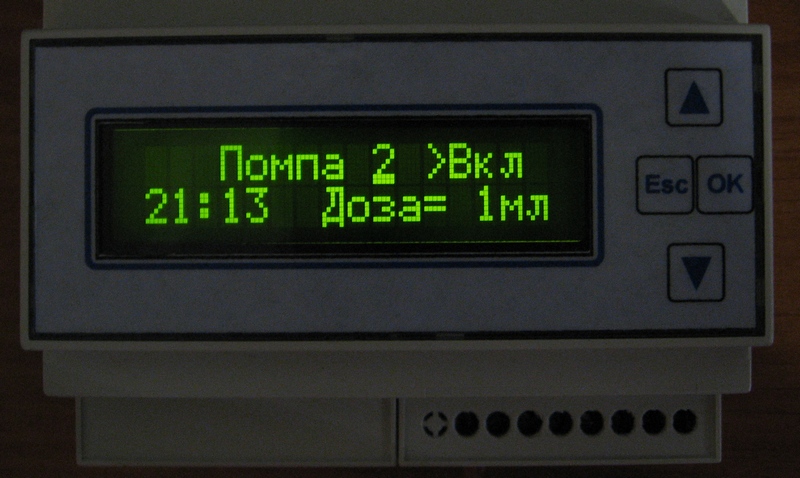 Помпа 2 >Вкл
21:13 Доза= 1мл
Esc OK